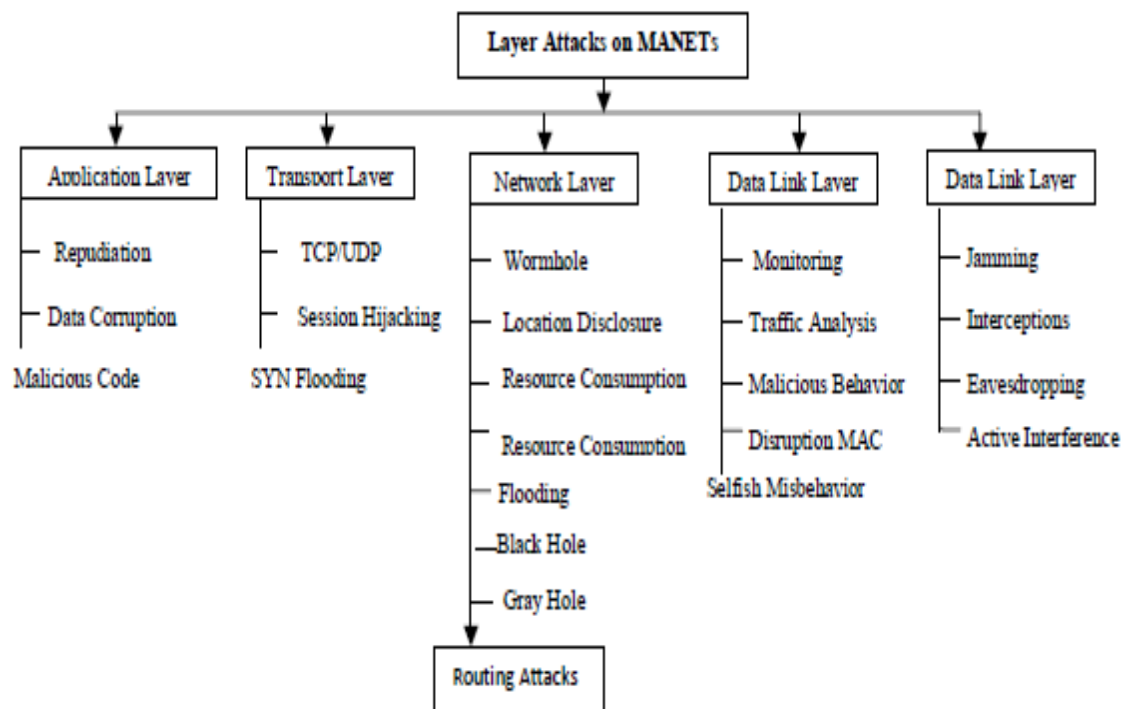 Layer Attacks on MANETs
Application Layer
Repudiation
Data Corruption
Malicious Code
Transport Layer
TCP/UDP
Session Hijacking
SYN Flooding
Network Layer
Wormhole
Location Disclosure
Resource Consumption
Resource Consumption
Flooding
Black Hole
Gray Hole
Routing Attacks
Data Link Layer
Monitoring
Traffic Analysis
Malicious Behavior
Disruption MAC
Selfish Misbehavior
Data Link Layer
Jamming
Interceptions
Eavesdropping
Active Interference